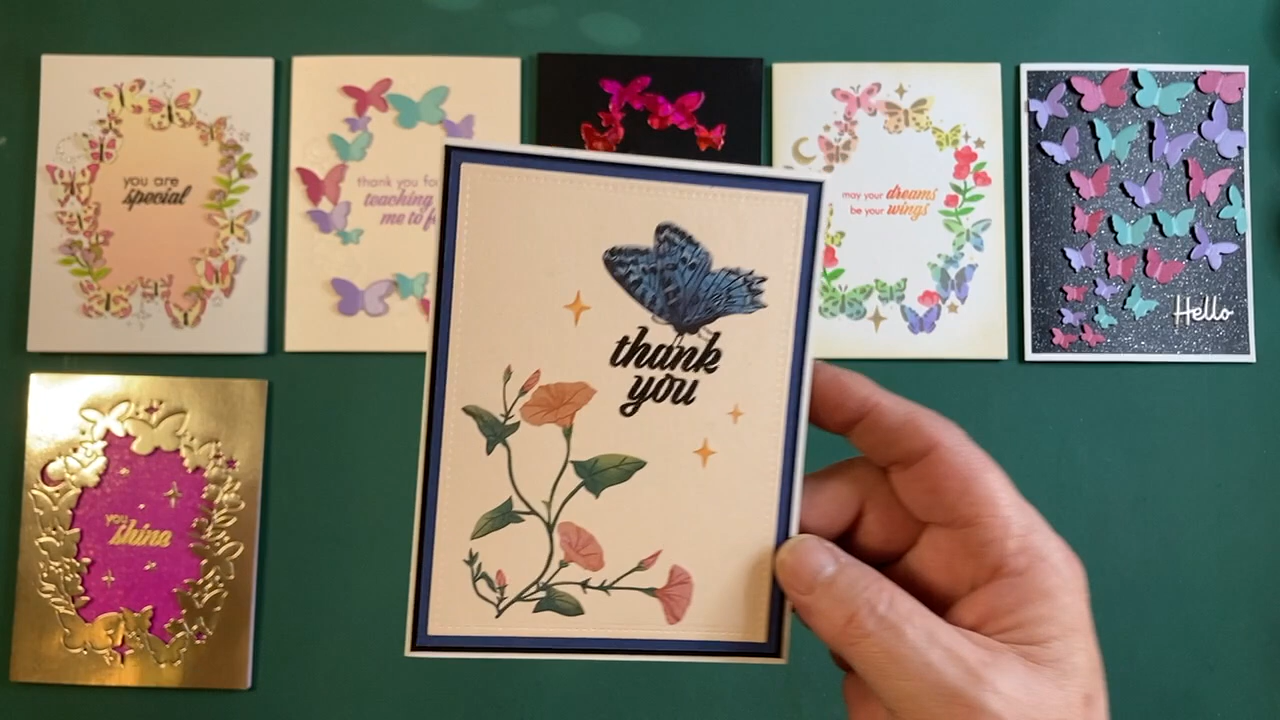 you are
special
thank you for
teaching
me to
may your dreams
be your wings
Hello
thank
you
you
shine